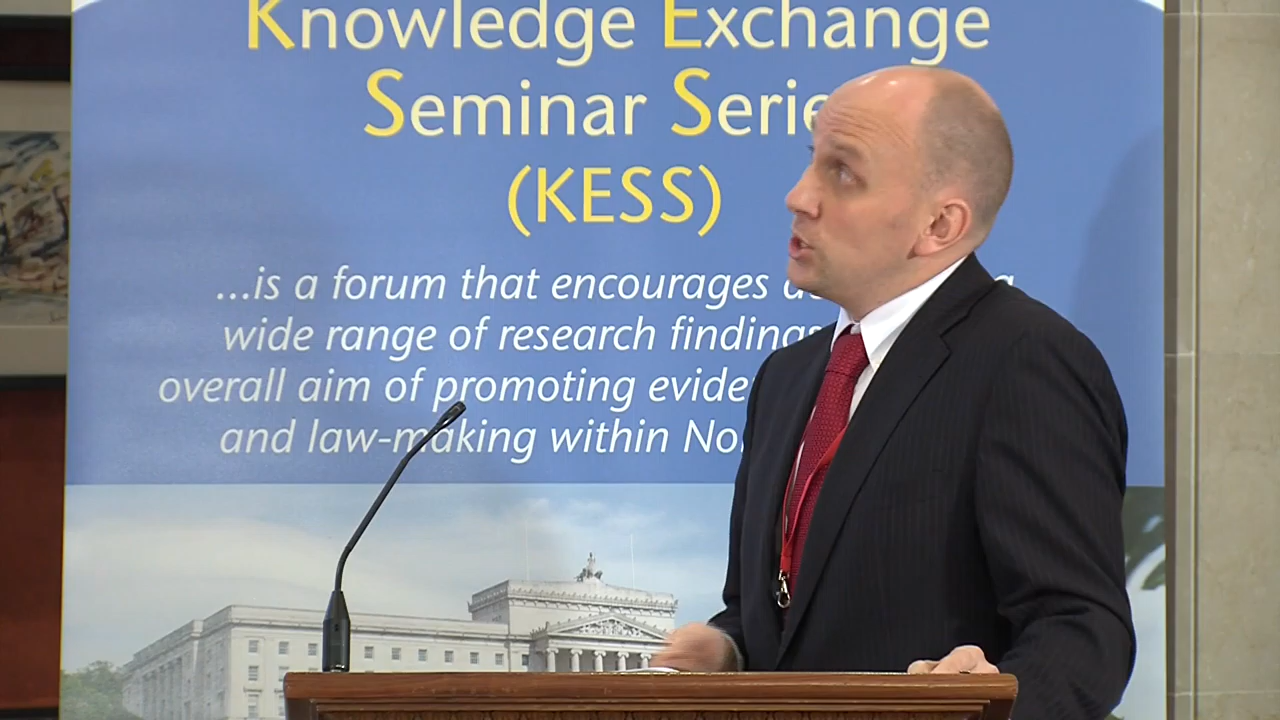 Knowledge Exchange
Seminar Serie
(KESS)
...is a forum that encourages a
wide range of research findings
overall aim of promoting evide
and law-making within No